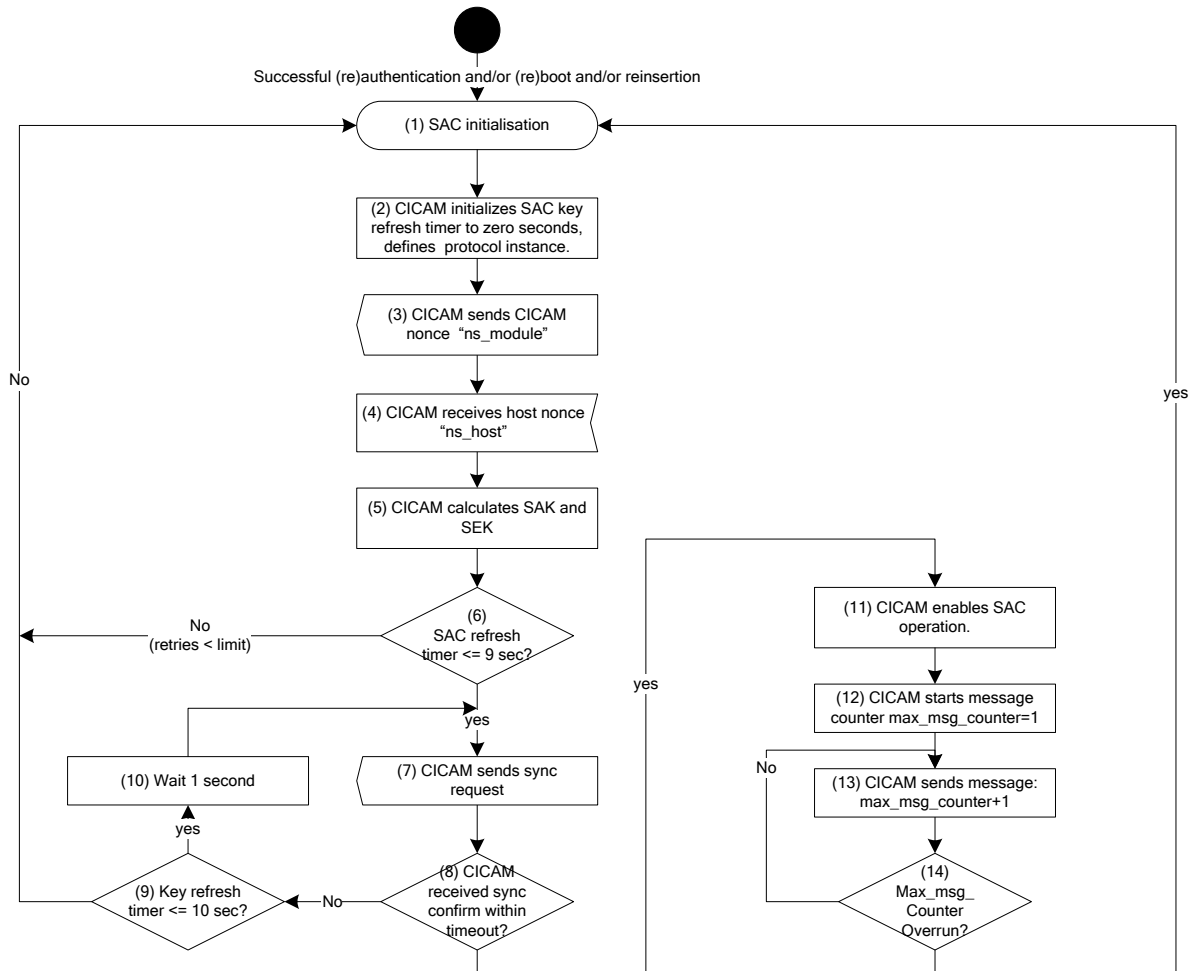 Successful (re)authentication and/or (re)boot and/or reinsertion
(1) SAC initialisation
(2) CICAM initializes SAC key
refresh timer to zero seconds,
defines protocol instance.
(3) CICAM sends CICAM
nonce “ns_module”
(4) CICAM receives host nonce
“ns_host”
(5) CICAM calculates SAK and
SEK
(6)
SAC refresh
timer <= 9 sec?
No
(retries < limit)
No
yes
(7) CICAM sends sync
request
(8) CICAM
received sync
confirm within
timeout?
No
(9) Key refresh
timer <= 10 sec?
yes
(10) Wait 1 second
yes
(11) CICAM enables SAC
operation.
(12) CICAM starts message
counter max_msg_counter=1
(13) CICAM sends message:
max_msg_counter+1
No
(14)
Max_msg_
Counter
Overrun?
yes